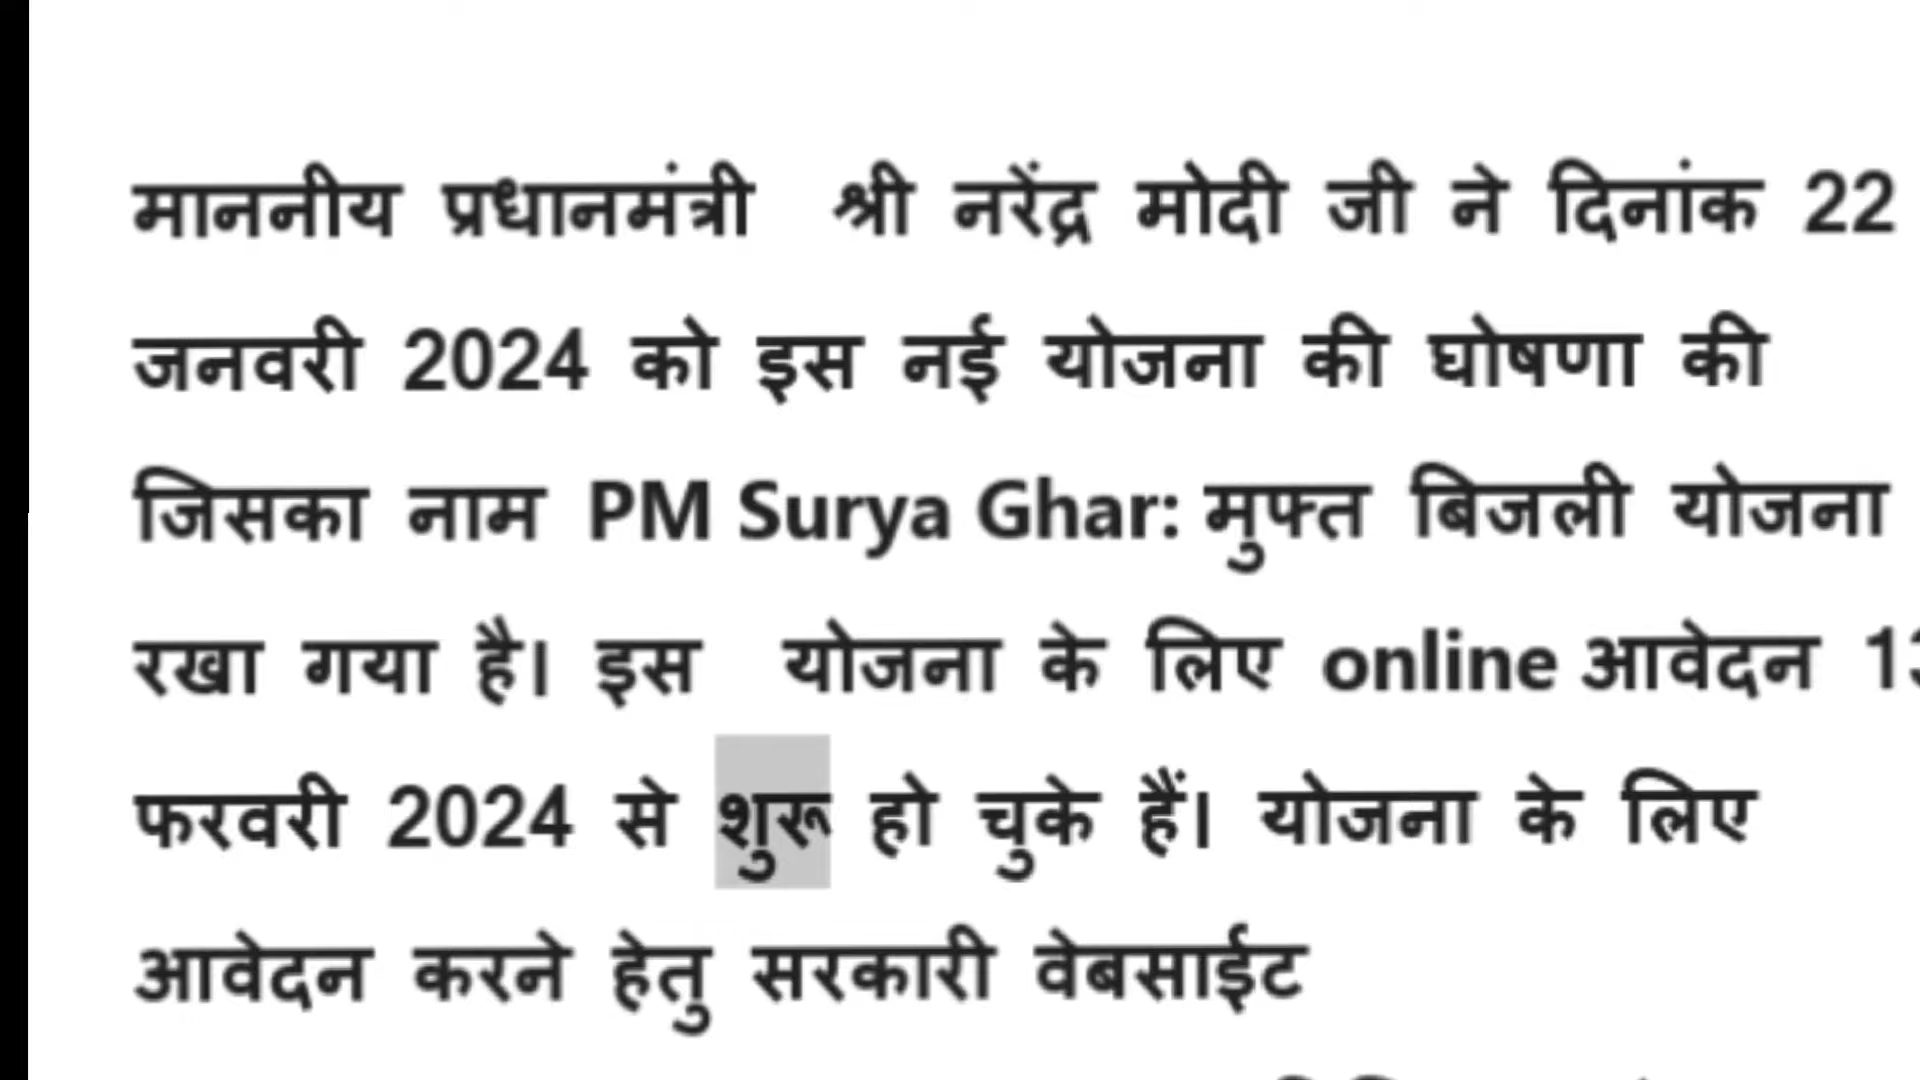 माननीय प्रधानमंत्री श्री नरेंद्र मोदी जी ने दिनांक 22
जनवरी 2024 को इस नई योजना की घोषणा की
जिसका नाम PM Surya Ghar: मुफ्त बिजली योजना
रखा गया है। इस योजना के लिए online आवेदन
फरवरी 2024 से शुरू हो चुके हैं। योजना के लिए
आवेदन करने हेतु सरकारी वेबसाईट